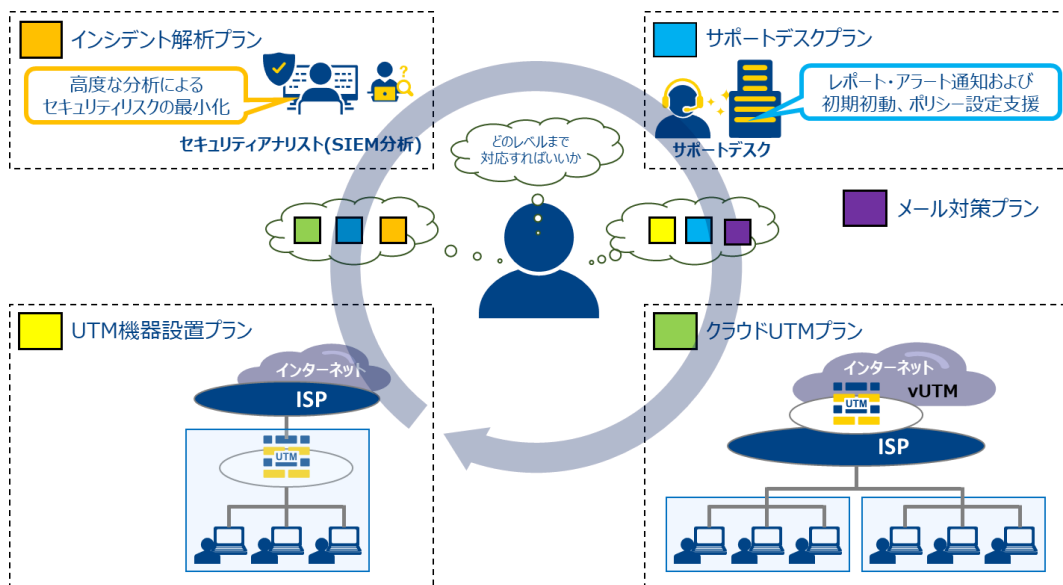 インシデント解析プラン
高度な分析による
セキュリティリスクの最小化
セキュリティアナリスト(SIEM分析)
サポートデスクプラン
レポート・アラート通知および
初期初動、ポリシー設定支援
サポートデスク
どのレベルまで
対応すればいいか
メール対策プラン
UTM機器設置プラン
インターネット
ISP
UTM
クラウドUTMプラン
インターネット
vUTM
UTM
ISP